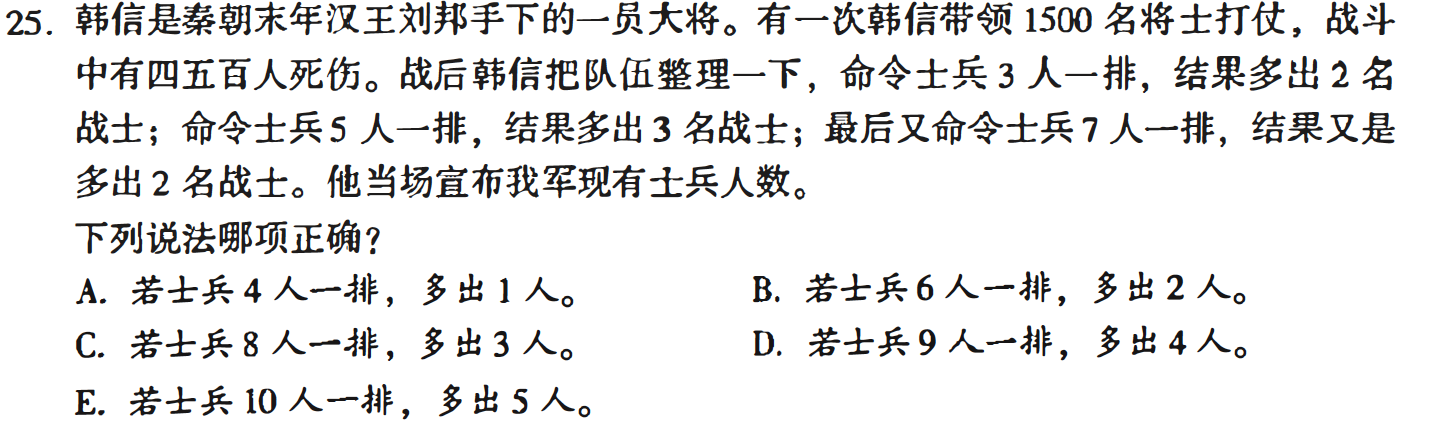 25. 韩信是秦朝末年汉王刘邦手下的一员大将。有一次韩信带领 1500 名将士打仗，战斗
中有四五百人死伤。战后韩信把队伍整理一下，命令士兵 3 人一排，结果多出 2 名
战士；命令士兵 5 人一排，结果多出 3 名战士；最后又命令士兵 7 人一排，结果又是
多出 2 名战士。他当场宣布我军现有士兵人数。
下列说法哪项正确？
A. 若士兵 4 人一排，多出 1 人。 B. 若士兵 6 人一排，多出 2 人。
C. 若士兵 8 人一排，多出 3 人。 D. 若士兵 9 人一排，多出 4 人。
E. 若士兵 10 人一排，多出 5 人。